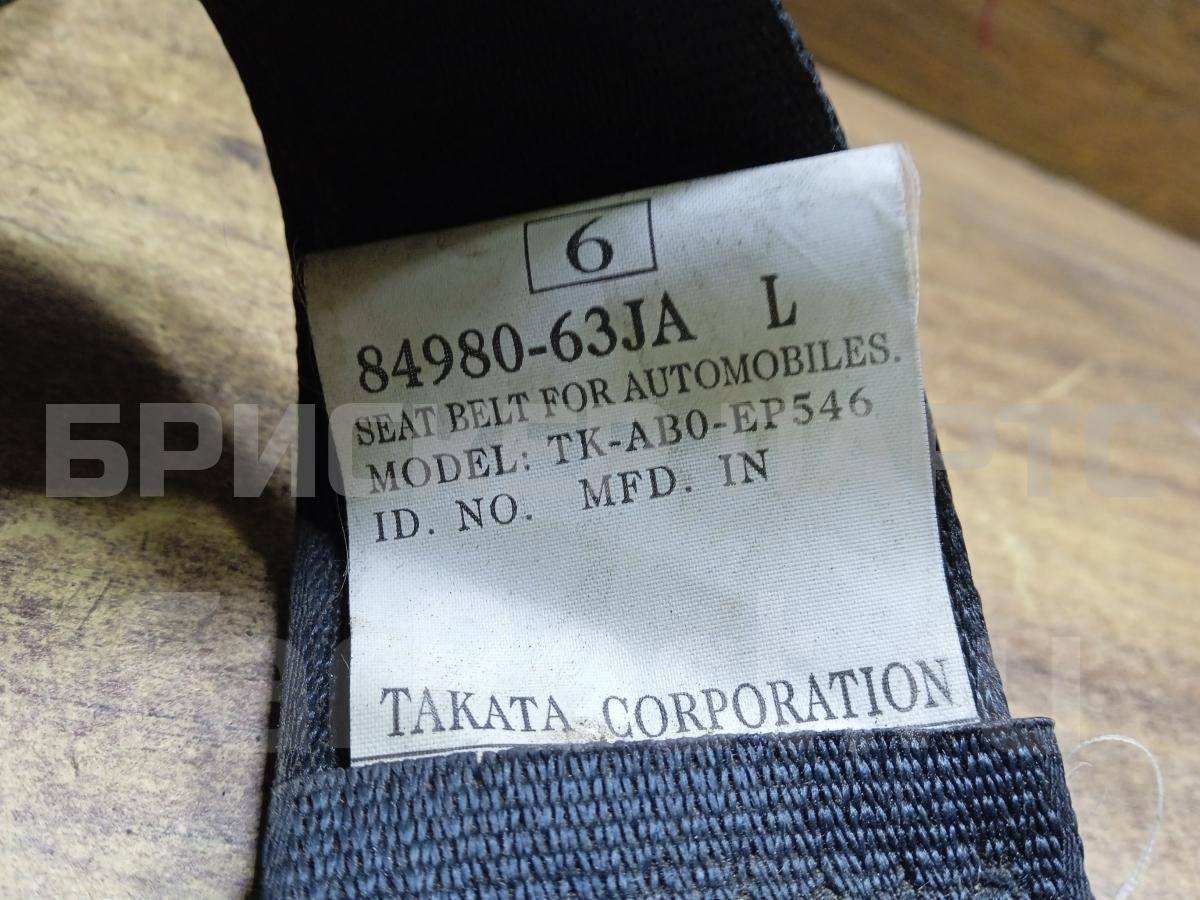 6
84980-63JA L
SEAT BELT FOR AUTOMOBILES.
MODEL: TK-AB0-EP546
ID. NO. MFD. IN
TAKATA CORPORATION